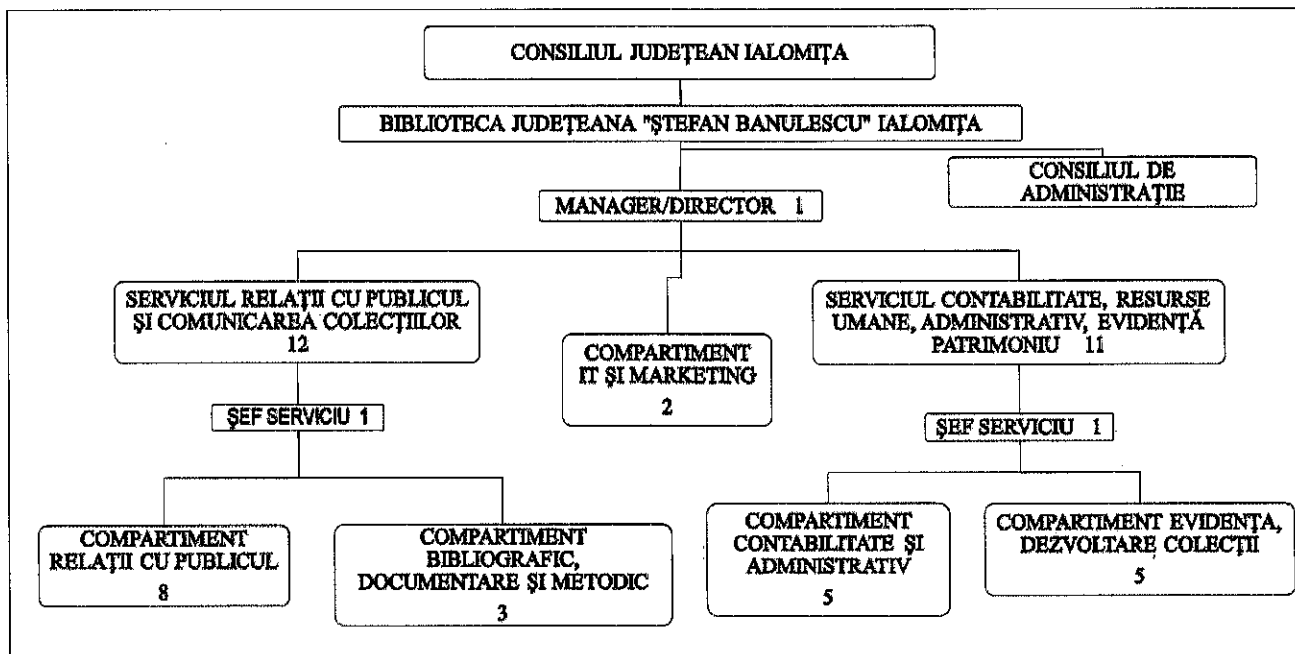 CONSILIUL JUDEȚEAN IALOMIȚA
BIBLIOTECA JUDEȚEANA "ȘTEFAN BANULESCU" IALOMIȚA
CONSILIUL DE
ADMINISTRAȚIE
MANAGER/DIRECTOR 1
SERVICIUL RELAȚII CU PUBLICUL
ȘI COMUNICAREA COLECȚIILOR
12
COMPARTIMENT
IT ȘI MARKETING
2
SERVICIUL CONTABILITATE, RESURSE
UMANE, ADMINISTRATIV, EVIDENȚĂ
PATRIMONIU 11
ȘEF SERVICIU 1
ȘEF SERVICIU 1
COMPARTIMENT
RELAȚII CU PUBLICUL
8
COMPARTIMENT
BIBLIOGRAFIC,
DOCUMENTARE ȘI METODIC
3
COMPARTIMENT
CONTABILITATE ȘI
ADMINISTRATIV
5
COMPARTIMENT EVIDENȚA,
DEZVOLTARE COLECȚII
5